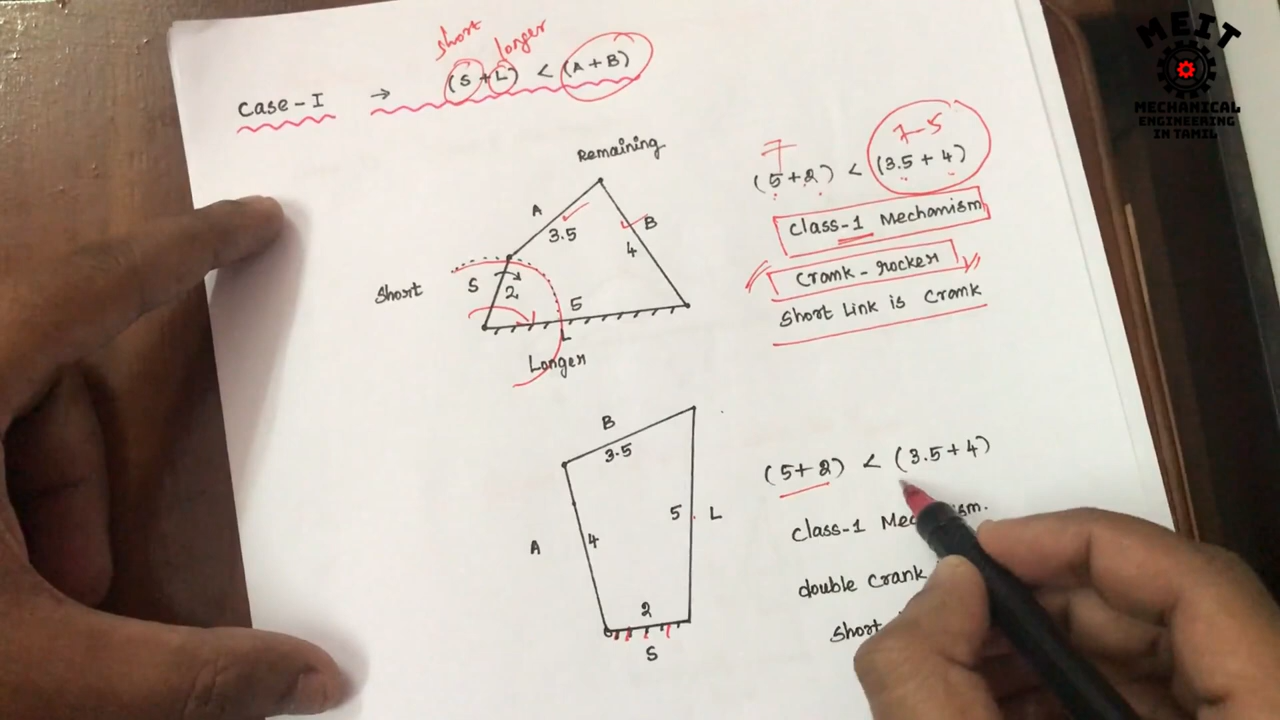 MEIT
MECHANICAL
ENGINEERING
IN TAMIL
short longer
Case-I → (S+L) < (A+B)
Remaining
A
3.5
B
4
Short
S
2
5
L
Longer
7 7-5
(5+2) < (3.5+4)
Class-1 Mechanism
Crank-rocker
Short Link is Crank
B
3.5
A
4
5 L
2
S
(5+2) < (3.5+4)
class-1
double crank
short